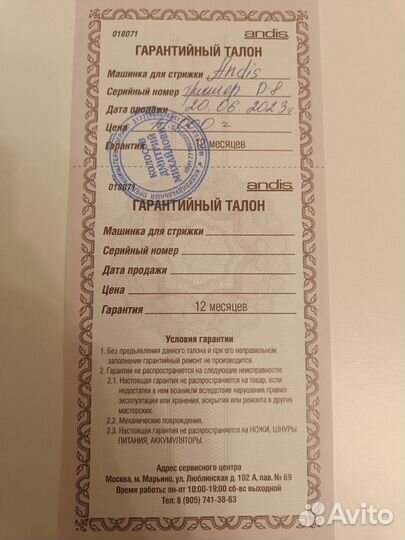 018071 andis
ГАРАНТИЙНЫЙ ТАЛОН
Машинка для стрижки Andis
Серийный номер триммер D-8
Дата продажи 20.06.2023г
Цена
Гарантия 12 месяцев
КОЛОСОВ
ДМИТРИЙ
МИХАЙЛОВИЧ
018071 andis
ГАРАНТИЙНЫЙ ТАЛОН
Машинка для стрижки
Серийный номер
Дата продажи
Цена
Гарантия 12 месяцев
Условия гарантии
1. Без предъявления данного талона и при его неправильном
заполнении гарантийный ремонт не производится.
2. Гарантия не распространяется на следующие неисправности:
2.1. Настоящая гарантия не распространяется на товар, если
недостатки в нем возникли вследствие нарушения правил
эксплуатации или хранения, вскрытия или ремонта в других
мастерских.
2.2. Механические повреждения.
2.3. Настоящая гарантия не распространяется на НОЖИ, ШНУРЫ
ПИТАНИЯ, АККУМУЛЯТОРЫ.
Адрес сервисного центра
Москва, м. Марьино, ул. Люблинская д. 102 А, пав. № 69
Время работы: пн-пт 10:00-19:00 сб-вс выходной
Тел: 8 (905) 741-38-63
Avito